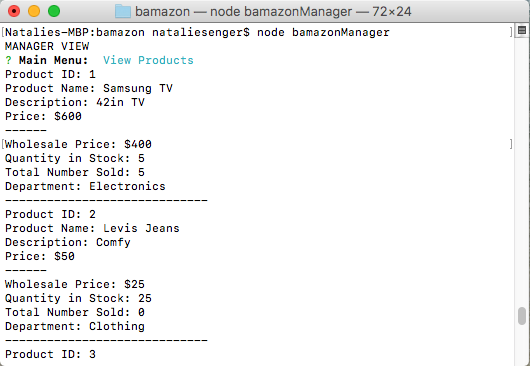 bamazon — node bamazonManager — 72×24
[Natalies-MBP:bamazon nataliesenger$ node bamazonManager ]
MANAGER VIEW
? Main Menu:  View Products
Product ID: 1
Product Name: Samsung TV
Description: 42in TV
Price: $600
------
[Wholesale Price: $400 ]
Quantity in Stock: 5
Total Number Sold: 5
Department: Electronics
-----------------------------
Product ID: 2
Product Name: Levis Jeans
Description: Comfy
Price: $50
------
Wholesale Price: $25
Quantity in Stock: 25
Total Number Sold: 0
Department: Clothing
-----------------------------
Product ID: 3